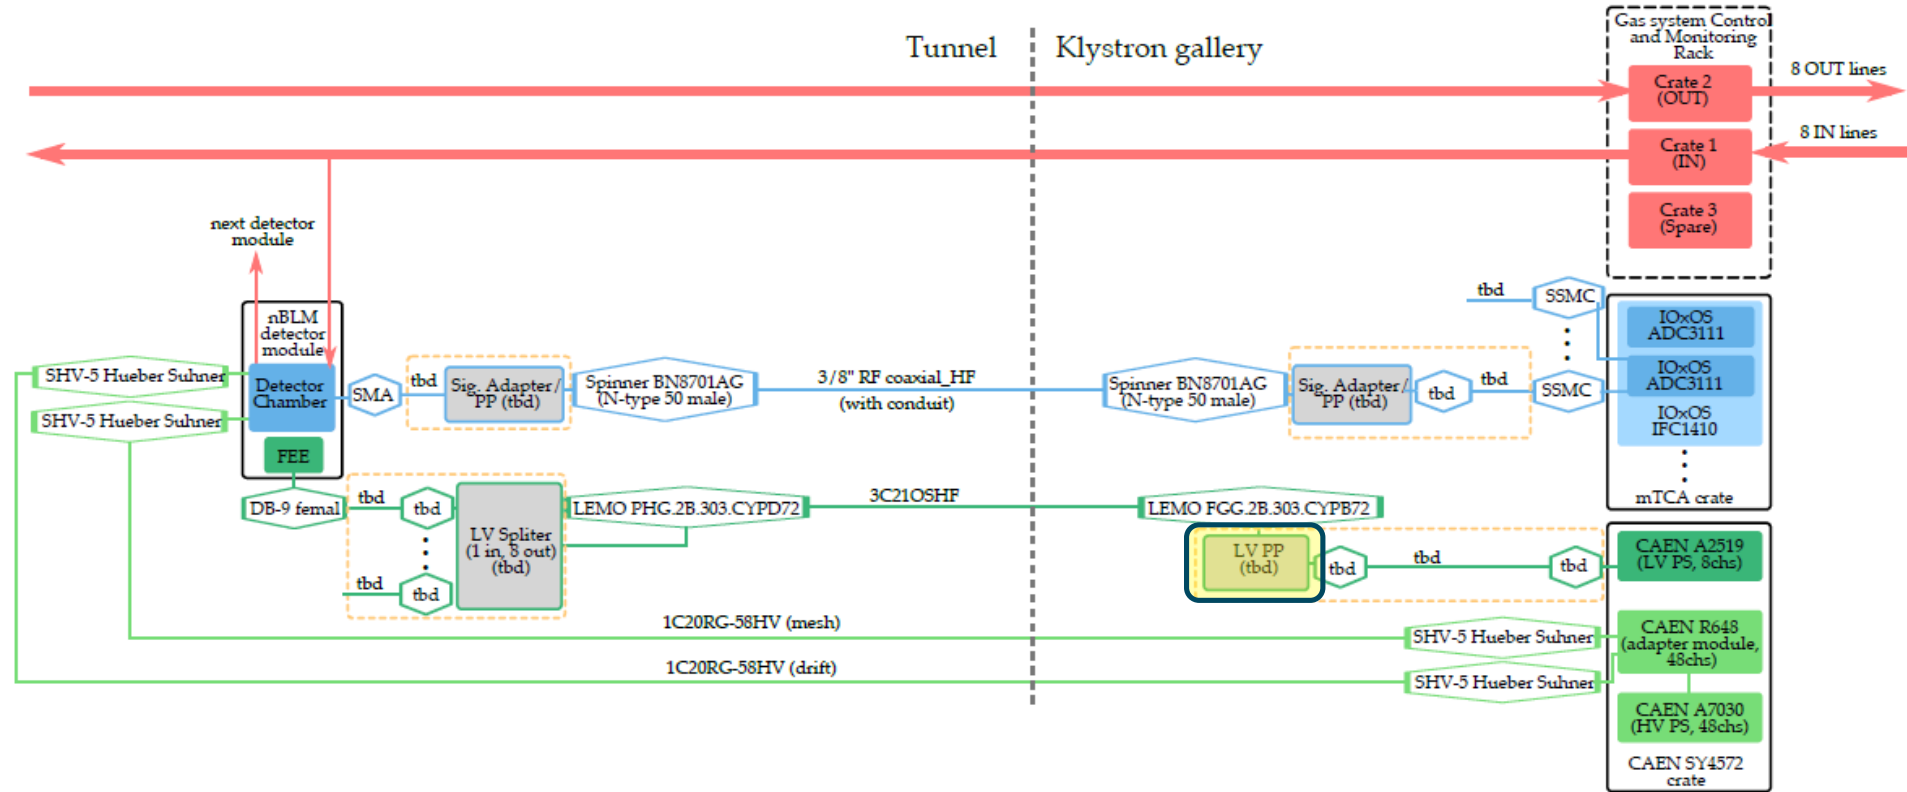 Tunnel
Klystron gallery
Gas system Control
and Monitoring
Rack
Crate 2
(OUT)
8 OUT lines
Crate 1
(IN)
8 IN lines
Crate 3
(Spare)
next detector
module
nBLM
detector
module
SHV-5 Hueber Suhner
SHV-5 Hueber Suhner
Detector
Chamber
FEE
SMA
tbd
Sig. Adapter/
PP (tbd)
Spinner BN8701AG
(N-type 50 male)
3/8" RF coaxial_HF
(with conduit)
Spinner BN8701AG
(N-type 50 male)
Sig. Adapter/
PP (tbd)
tbd
tbd
SSMC
tbd
SSMC
IOxOS
ADC3111
IOxOS
ADC3111
IOxOS
IFC1410
mTCA crate
DB-9 femal
tbd
tbd
tbd
tbd
LV Spliter
(1 in, 8 out)
(tbd)
LEMO PHG.2B.303.CYPD72
3C21OSHF
LEMO FGG.2B.303.CYPB72
LV PP
(tbd)
tbd
tbd
tbd
CAEN A2519
(LV PS, 8chs)
1C20RG-58HV (mesh)
SHV-5 Hueber Suhner
1C20RG-58HV (drift)
SHV-5 Hueber Suhner
CAEN R648
(adapter module,
48chs)
CAEN A7030
(HV PS, 48chs)
CAEN SY4572
crate